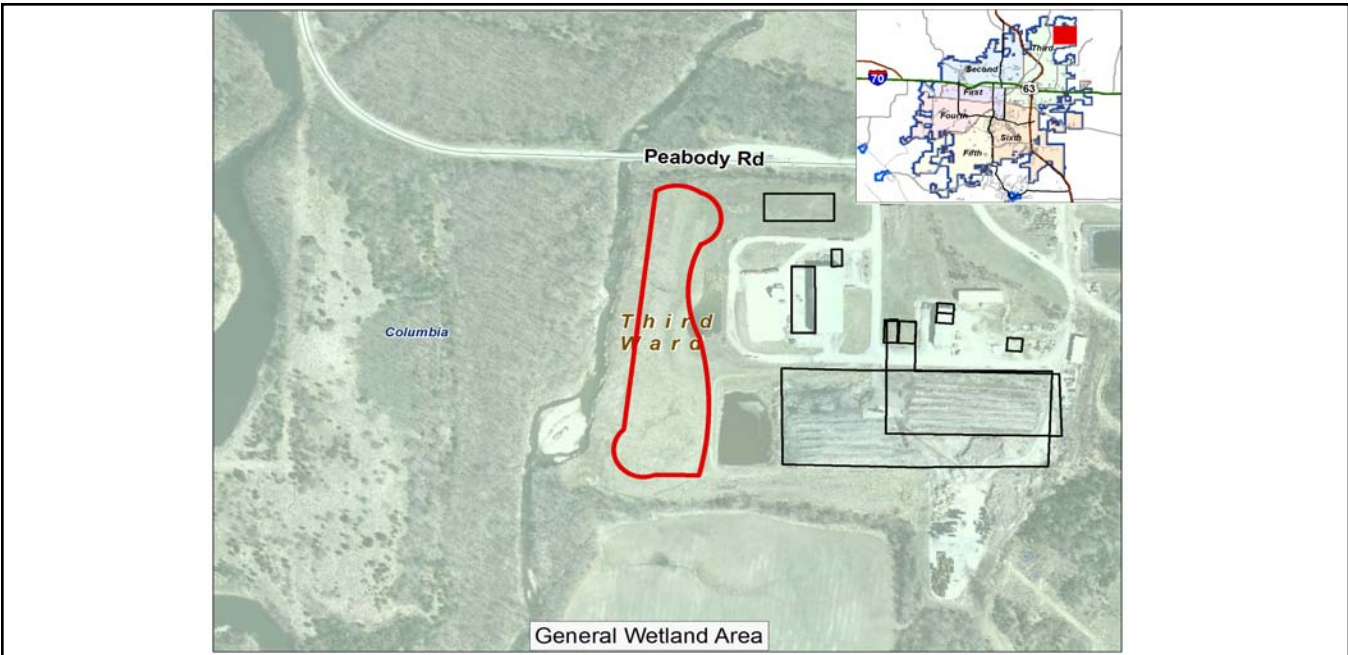 Third
Second
70
63
First
Fourth
Sixth
Fifth
Peabody Rd
Third
Ward
Columbia
General Wetland Area